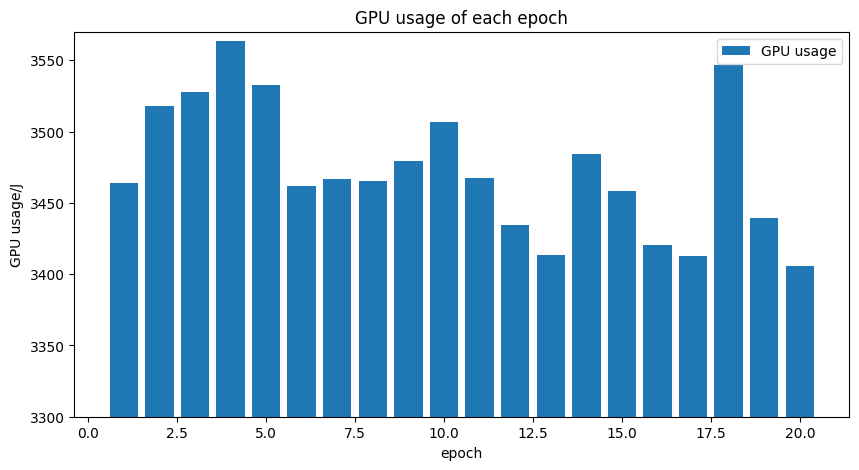 GPU usage of each epoch
GPU usage
GPU usage/J
3550
3500
3450
3400
3350
3300
0.0 2.5 5.0 7.5 10.0 12.5 15.0 17.5 20.0
epoch